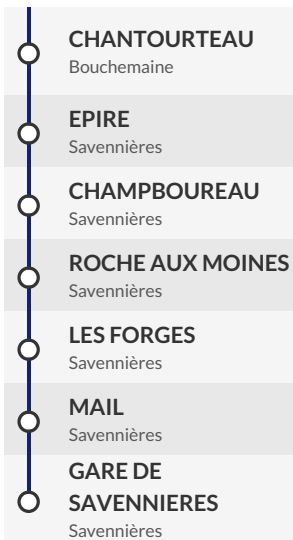 CHANTOURTEAU
Bouchemaine
EPIRE
Savennières
CHAMPBOUREAU
Savennières
ROCHE AUX MOINES
Savennières
LES FORGES
Savennières
MAIL
Savennières
GARE DE
SAVENNIERES
Savennières